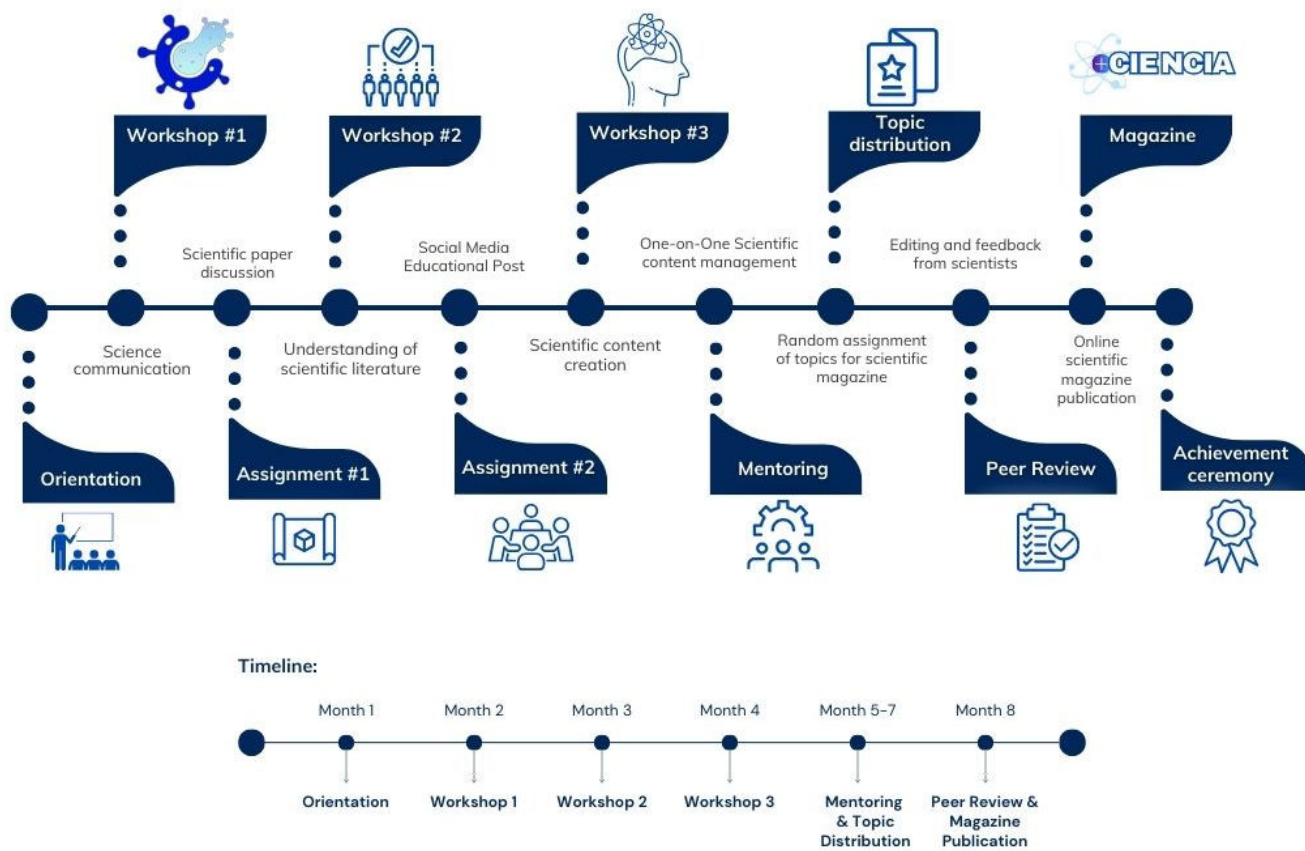 +CIENCIA
Workshop #1
Workshop #2
Workshop #3
Topic
distribution
Magazine
Scientific paper
discussion
Social Media
Educational Post
One-on-One Scientific
content management
Editing and feedback
from scientists
Science
communication
Understanding of
scientific literature
Scientific content
creation
Random assignment
of topics for scientific
magazine
Online
scientific
magazine
publication
Orientation
Assignment #1
Assignment #2
Mentoring
Peer Review
Achievement
ceremony
Timeline:
Month 1
Month 2
Month 3
Month 4
Month 5-7
Month 8
Orientation
Workshop 1
Workshop 2
Workshop 3
Mentoring
& Topic
Distribution
Peer Review &
Magazine
Publication